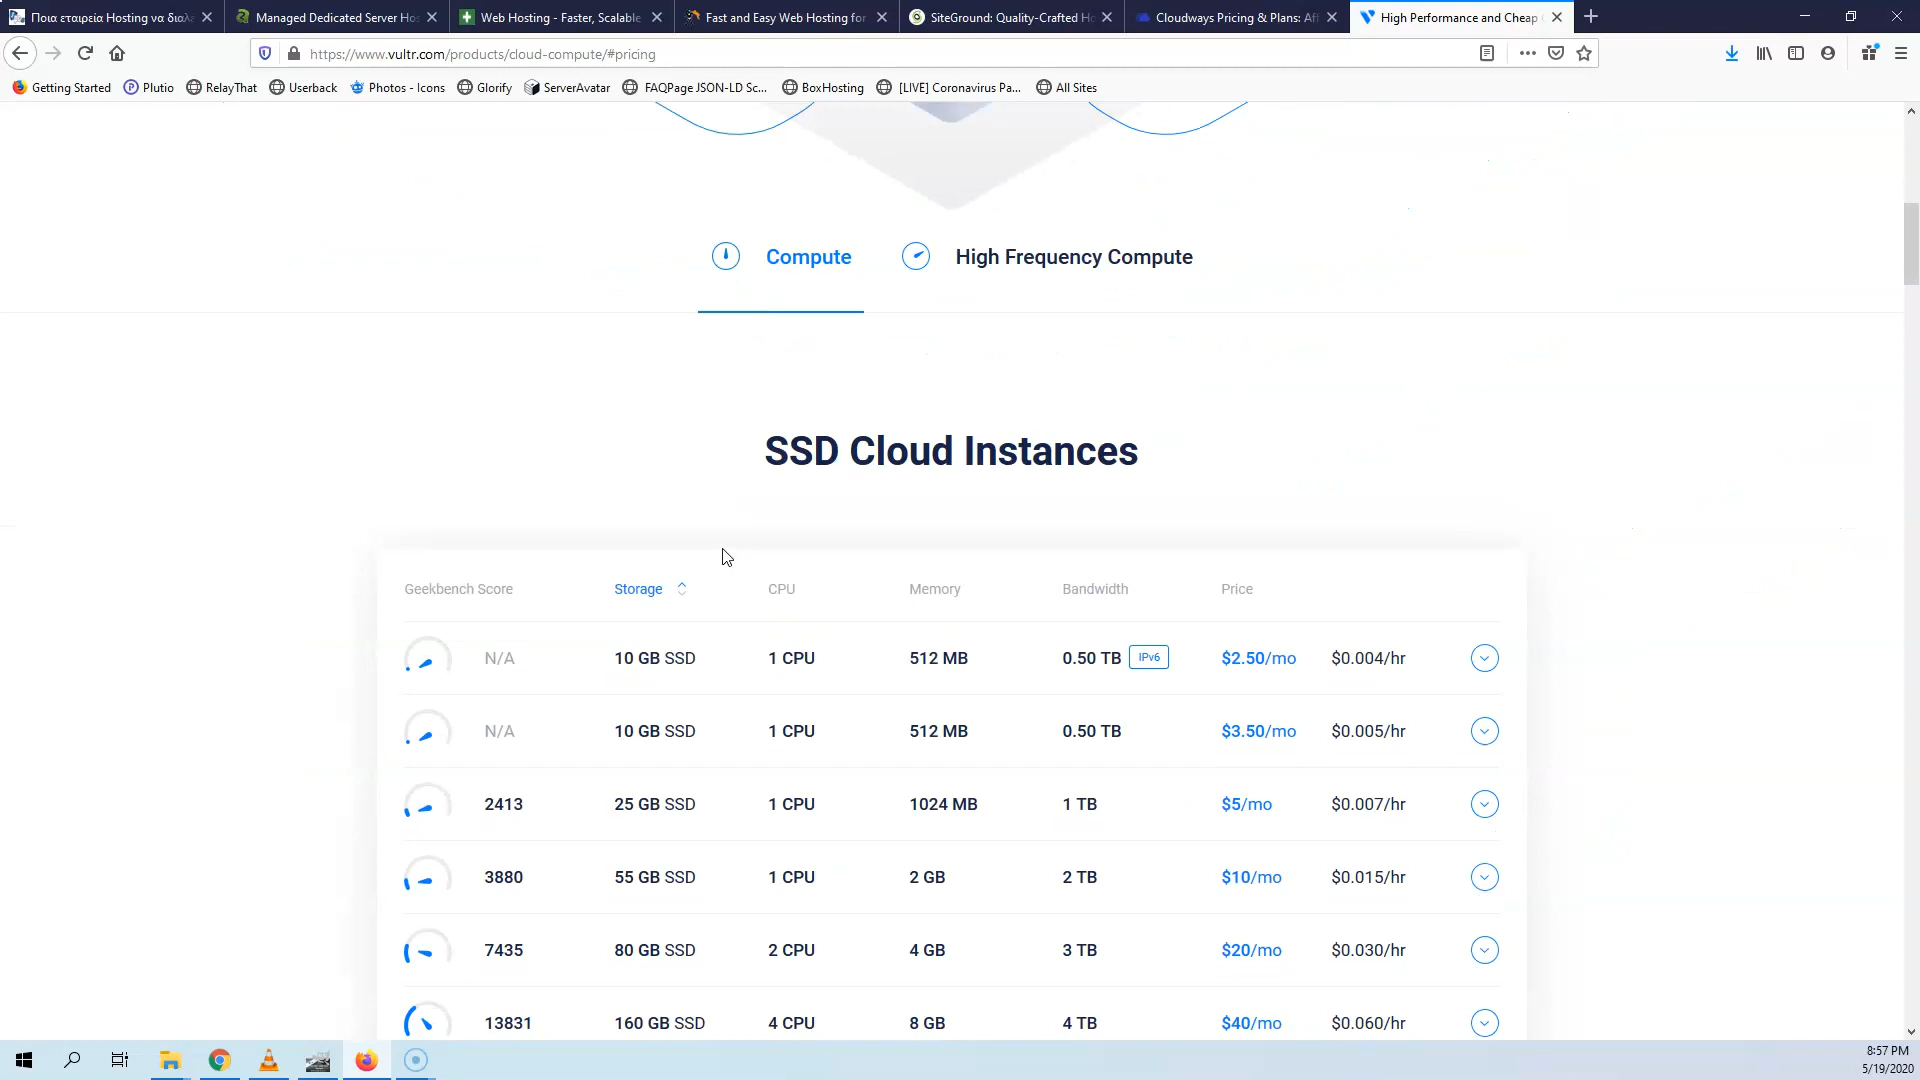 Ποια εταιρεία Hosting να διαλ
Managed Dedicated Server Hos
Web Hosting - Faster, Scalable
Fast and Easy Web Hosting for
SiteGround: Quality-Crafted Ho
Cloudways Pricing & Plans: Aff
High Performance and Cheap C
https://www.vultr.com/products/cloud-compute/#pricing
Getting Started
Plutio
RelayThat
Userback
Photos - Icons
Glorify
ServerAvatar
FAQPage JSON-LD Sc...
BoxHosting
[LIVE] Coronavirus Pa...
All Sites
Compute
High Frequency Compute
SSD Cloud Instances
Geekbench Score Storage CPU Memory Bandwidth Price
N/A 10 GB SSD 1 CPU 512 MB 0.50 TB IPv6 $2.50/mo $0.004/hr
N/A 10 GB SSD 1 CPU 512 MB 0.50 TB $3.50/mo $0.005/hr
2413 25 GB SSD 1 CPU 1024 MB 1 TB $5/mo $0.007/hr
3880 55 GB SSD 1 CPU 2 GB 2 TB $10/mo $0.015/hr
7435 80 GB SSD 2 CPU 4 GB 3 TB $20/mo $0.030/hr
13831 160 GB SSD 4 CPU 8 GB 4 TB $40/mo $0.060/hr
8:57 PM
5/19/2020